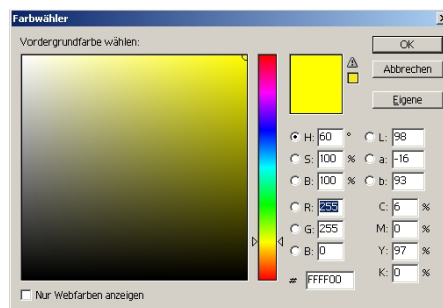 Farbwähler
Vordergrundfarbe wählen:
OK
Abbrechen
Eigene
H: 60 ° L: 98
S: 100 % a: -16
B: 100 % b: 93
R: 255 C: 6 %
G: 255 M: 0 %
B: 0 Y: 97 %
# FFFF00 K: 0 %
Nur Webfarben anzeigen